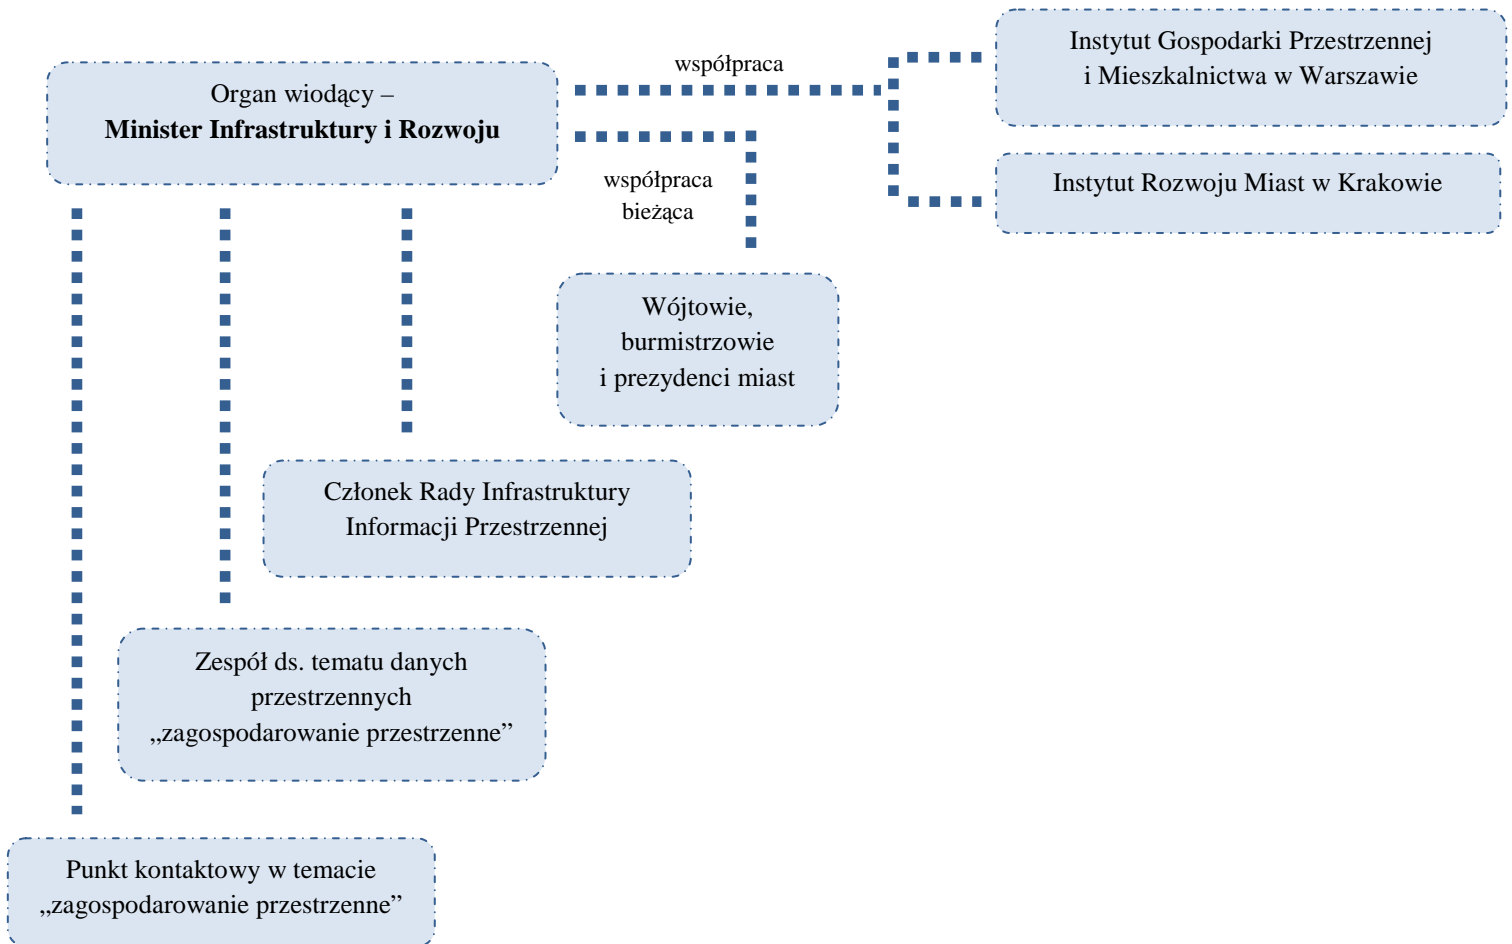 Organ wiodący –
Minister Infrastruktury i Rozwoju
współpraca
Instytut Gospodarki Przestrzennej
i Mieszkalnictwa w Warszawie
Instytut Rozwoju Miast w Krakowie
współpraca
bieżąca
Wójtowie,
burmistrzowie
i prezydenci miast
Członek Rady Infrastruktury
Informacji Przestrzennej
Zespół ds. tematu danych
przestrzennych
„zagospodarowanie przestrzenne”
Punkt kontaktowy w temacie
„zagospodarowanie przestrzenne”